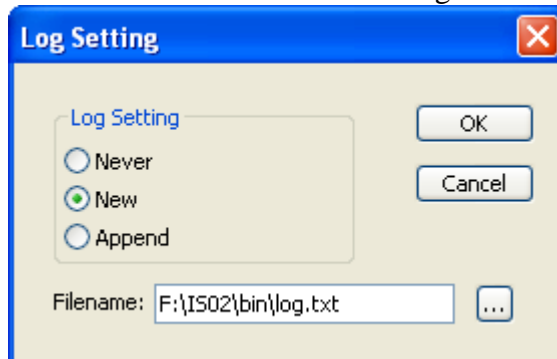 Log Setting
Log Setting
Never
New
Append
OK
Cancel
Filename: F:\IS02\bin\log.txt ...